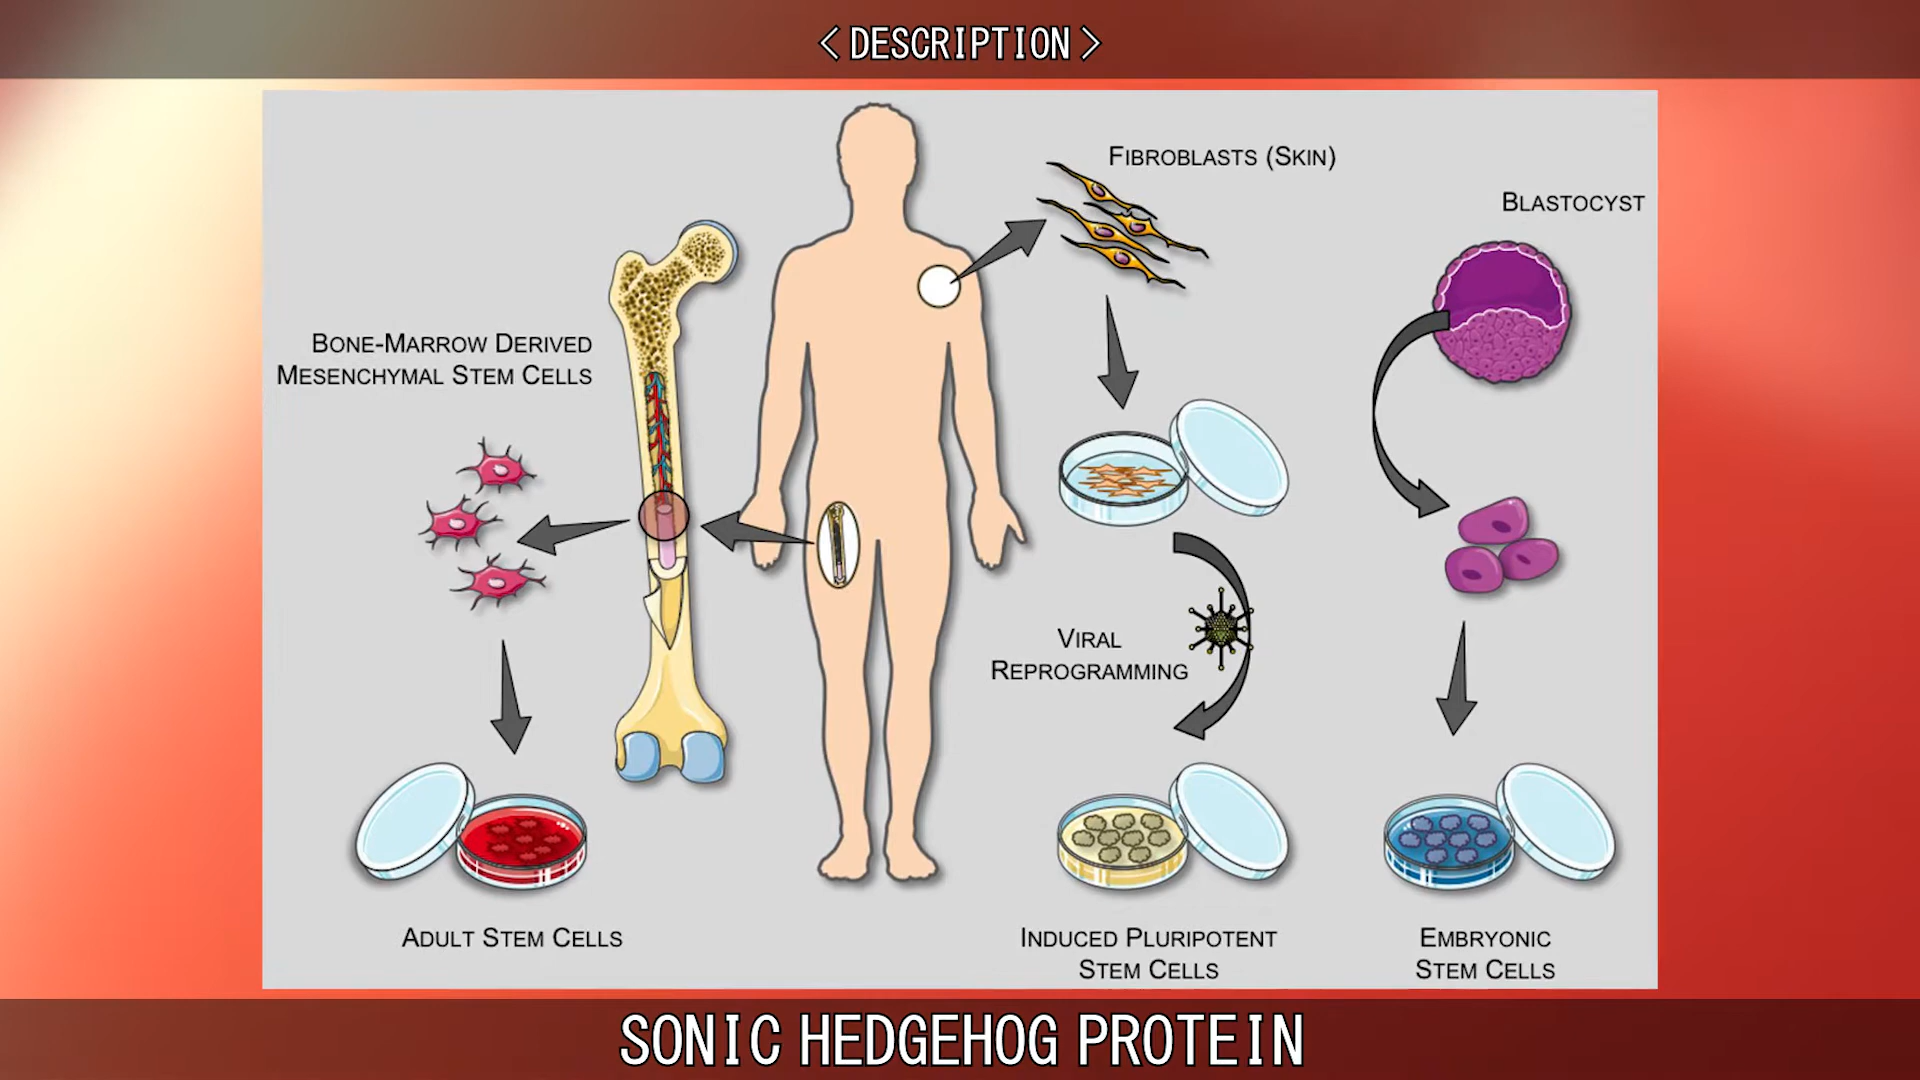 <DESCRIPTION>
FIBROBLASTS (SKIN)
BLASTOCYST
BONE-MARROW DERIVED
MESENCHYMAL STEM CELLS
VIRAL
REPROGRAMMING
ADULT STEM CELLS
INDUCED PLURIPOTENT
STEM CELLS
EMBRYONIC
STEM CELLS
SONIC HEDGEHOG PROTEIN